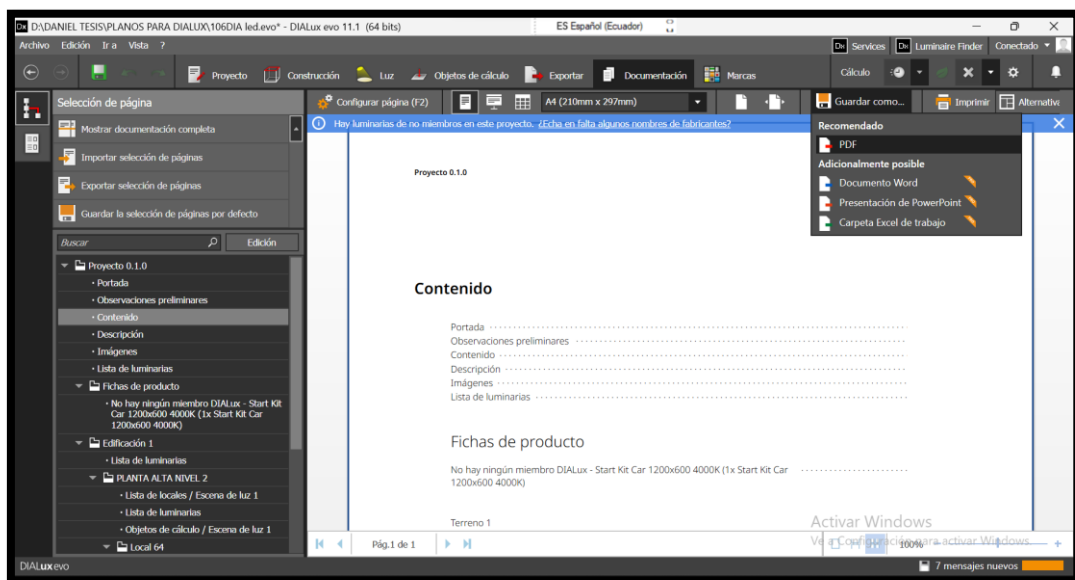 D:\DANIEL TESIS\PLANOS PARA DIALUX\106DIA led.evo* - DIALux evo 11.1 (64 bits)
ES Español (Ecuador)
Archivo Edición Ir a Vista ?
Services Luminaire Finder Conectado
Proyecto Construcción Luz Objetos de cálculo Exportar Documentación Marcas Cálculo
Selección de página
Configurar página (F2) A4 (210mm x 297mm) Guardar como... Imprimir Alternativa
Hay luminarias de no miembros en este proyecto. ¿Echa en falta algunos nombres de fabricantes?
Mostrar documentación completa
Importar selección de páginas
Exportar selección de páginas
Guardar la selección de páginas por defecto
Buscar Edición
Proyecto 0.1.0
Portada
Observaciones preliminares
Contenido
Descripción
Imágenes
Lista de luminarias
Fichas de producto
No hay ningún miembro DIALux - Start Kit
Car 1200x600 4000K (1x Start Kit Car
1200x600 4000K)
Edificación 1
Lista de luminarias
PLANTA ALTA NIVEL 2
Lista de locales / Escena de luz 1
Lista de luminarias
Objetos de cálculo / Escena de luz 1
Local 64
Recomendado
PDF
Adicionalmente posible
Documento Word
Presentación de PowerPoint
Carpeta Excel de trabajo
Proyecto 0.1.0
Contenido
Portada
Observaciones preliminares
Contenido
Descripción
Imágenes
Lista de luminarias
Fichas de producto
No hay ningún miembro DIALux - Start Kit Car 1200x600 4000K (1x Start Kit Car
1200x600 4000K)
Terreno 1
Activar Windows
Ve a Configuración para activar Windows.
Pág.1 de 1
100%
DIALux evo
7 mensajes nuevos